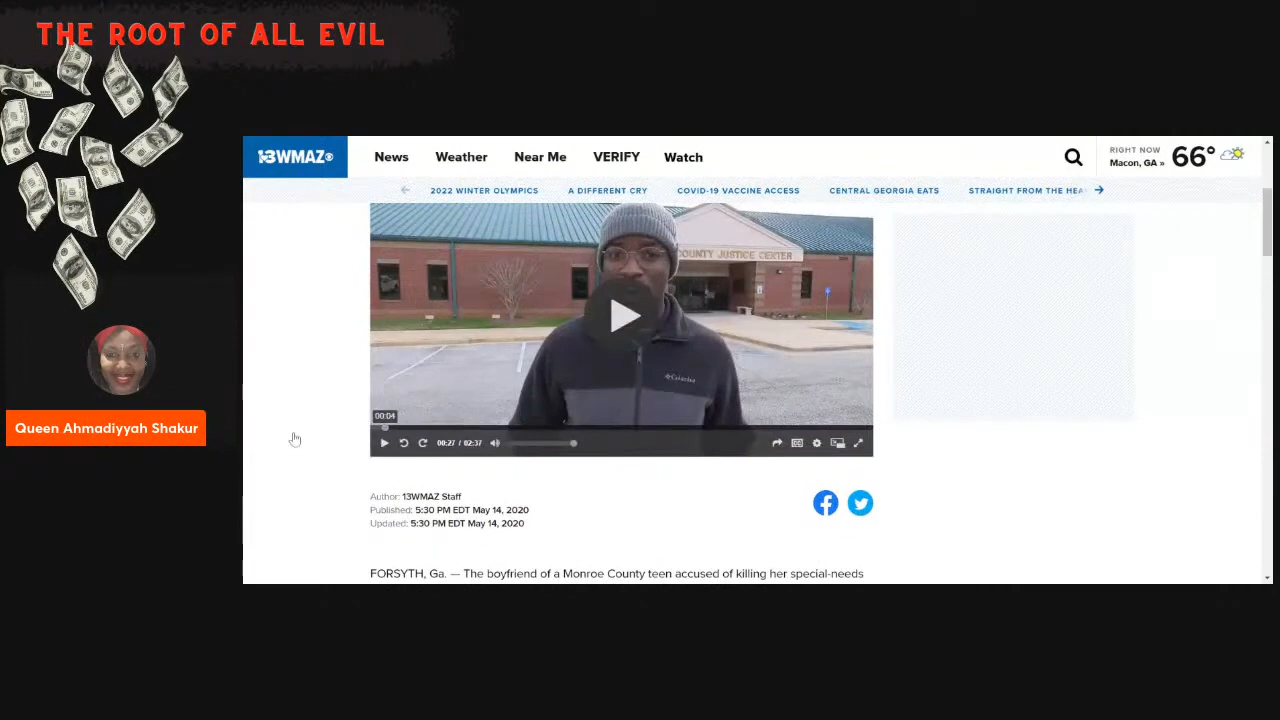 THE ROOT OF ALL EVIL
13WMAZ
News Weather Near Me VERIFY Watch
RIGHT NOW
Macon, GA » 66°
2022 WINTER OLYMPICS A DIFFERENT CRY COVID-19 VACCINE ACCESS CENTRAL GEORGIA EATS STRAIGHT FROM THE HEA
COUNTY JUSTICE CENTER
Columbia
00:04
00:27 / 02:37
Queen Ahmadiyyah Shakur
Author: 13WMAZ Staff
Published: 5:30 PM EDT May 14, 2020
Updated: 5:30 PM EDT May 14, 2020
FORSYTH, Ga. — The boyfriend of a Monroe County teen accused of killing her special-needs